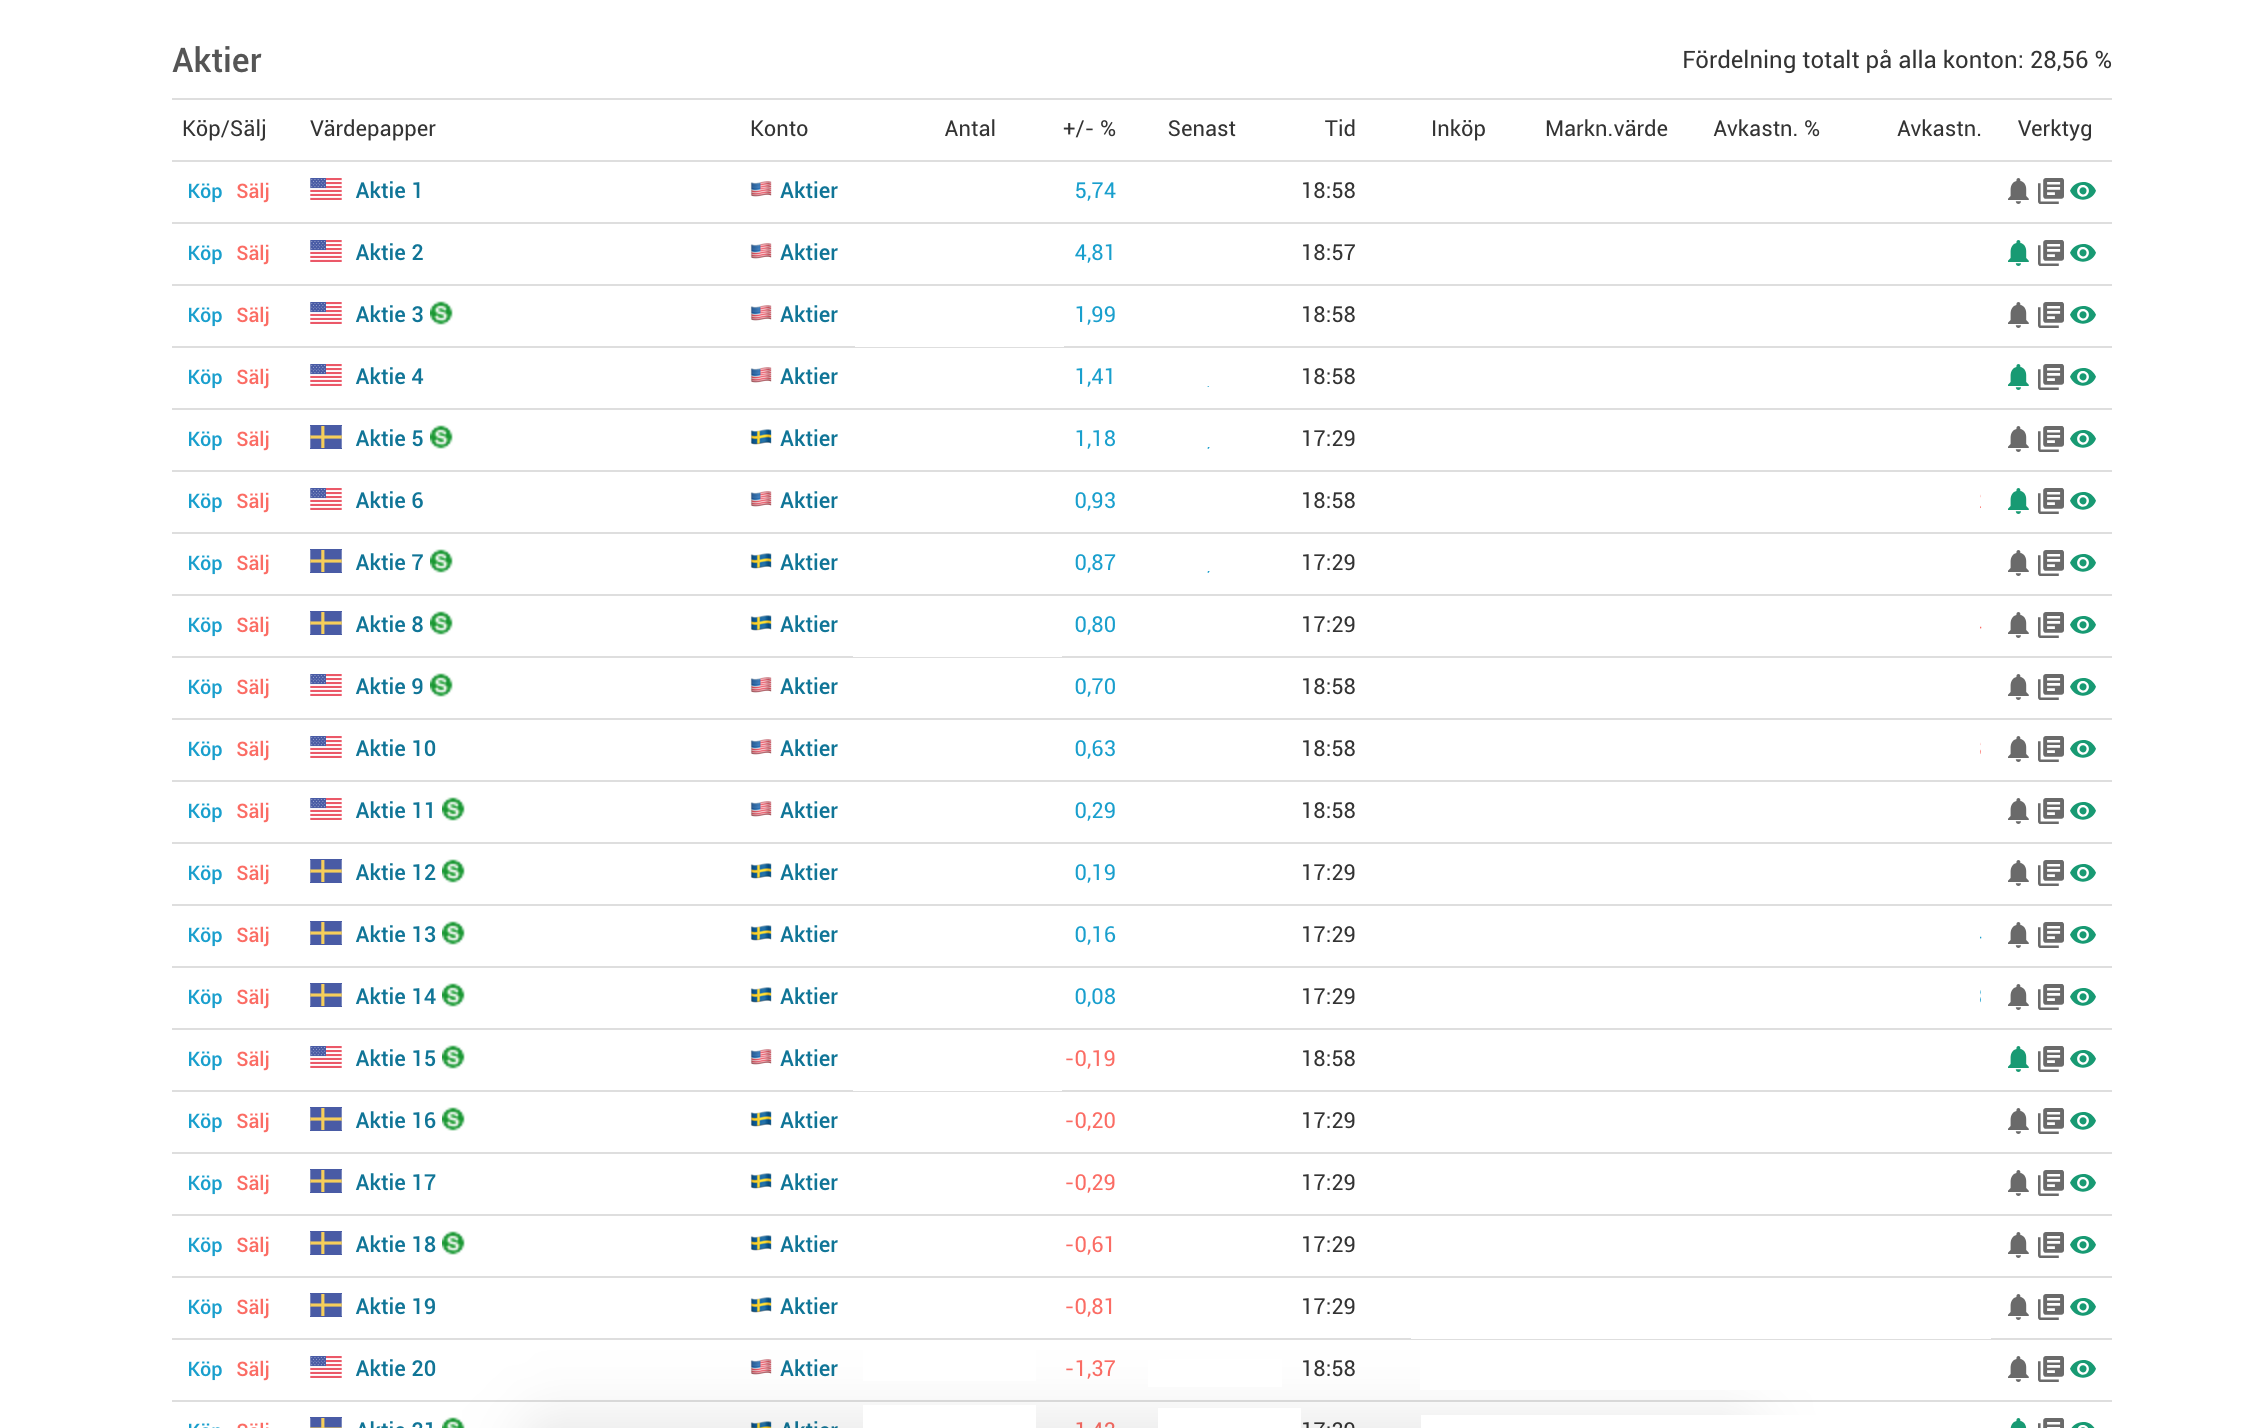 Aktier
Fördelning totalt på alla konton: 28,56 %
Köp/Sälj Värdepapper Konto Antal +/- % Senast Tid Inköp Markn.värde Avkastn. % Avkastn. Verktyg
Köp Sälj Aktie 1 Aktier 5,74 18:58
Köp Sälj Aktie 2 Aktier 4,81 18:57
Köp Sälj Aktie 3 S Aktier 1,99 18:58
Köp Sälj Aktie 4 Aktier 1,41 18:58
Köp Sälj Aktie 5 S Aktier 1,18 17:29
Köp Sälj Aktie 6 Aktier 0,93 18:58
Köp Sälj Aktie 7 S Aktier 0,87 17:29
Köp Sälj Aktie 8 S Aktier 0,80 17:29
Köp Sälj Aktie 9 S Aktier 0,70 18:58
Köp Sälj Aktie 10 Aktier 0,63 18:58
Köp Sälj Aktie 11 S Aktier 0,29 18:58
Köp Sälj Aktie 12 S Aktier 0,19 17:29
Köp Sälj Aktie 13 S Aktier 0,16 17:29
Köp Sälj Aktie 14 S Aktier 0,08 17:29
Köp Sälj Aktie 15 S Aktier -0,19 18:58
Köp Sälj Aktie 16 S Aktier -0,20 17:29
Köp Sälj Aktie 17 Aktier -0,29 17:29
Köp Sälj Aktie 18 S Aktier -0,61 17:29
Köp Sälj Aktie 19 Aktier -0,81 17:29
Köp Sälj Aktie 20 Aktier -1,37 18:58
Köp Sälj Aktie 21 S Aktier 17:29